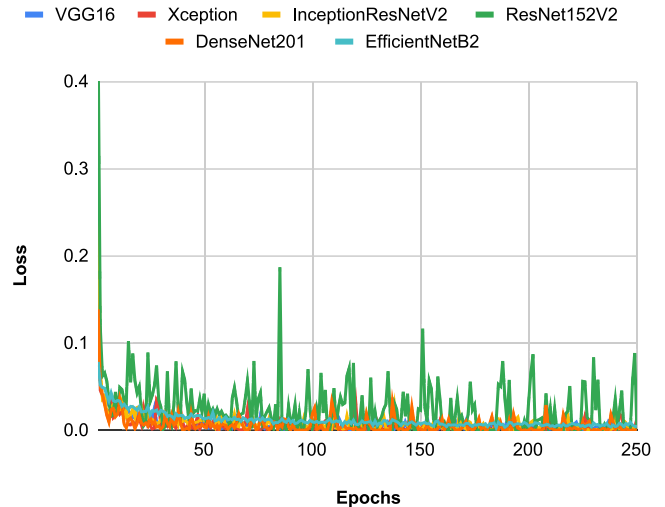 VGG16 Xception InceptionResNetV2 ResNet152V2
DenseNet201 EfficientNetB2
0.4
0.3
0.2
0.1
0.0
Loss
50 100 150 200 250
Epochs